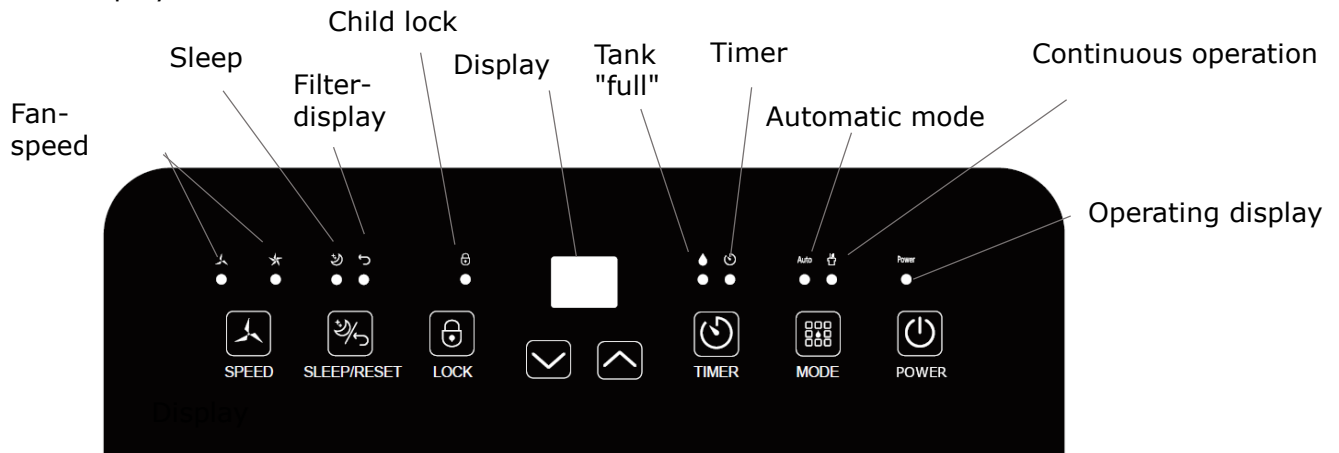 Child lock
Sleep
Display
Tank
"full"
Timer
Continuous operation
Filter-
display
Fan-
speed
Automatic mode
Operating display
Auto
Power
SPEED
SLEEP/RESET
LOCK
TIMER
MODE
POWER
Display